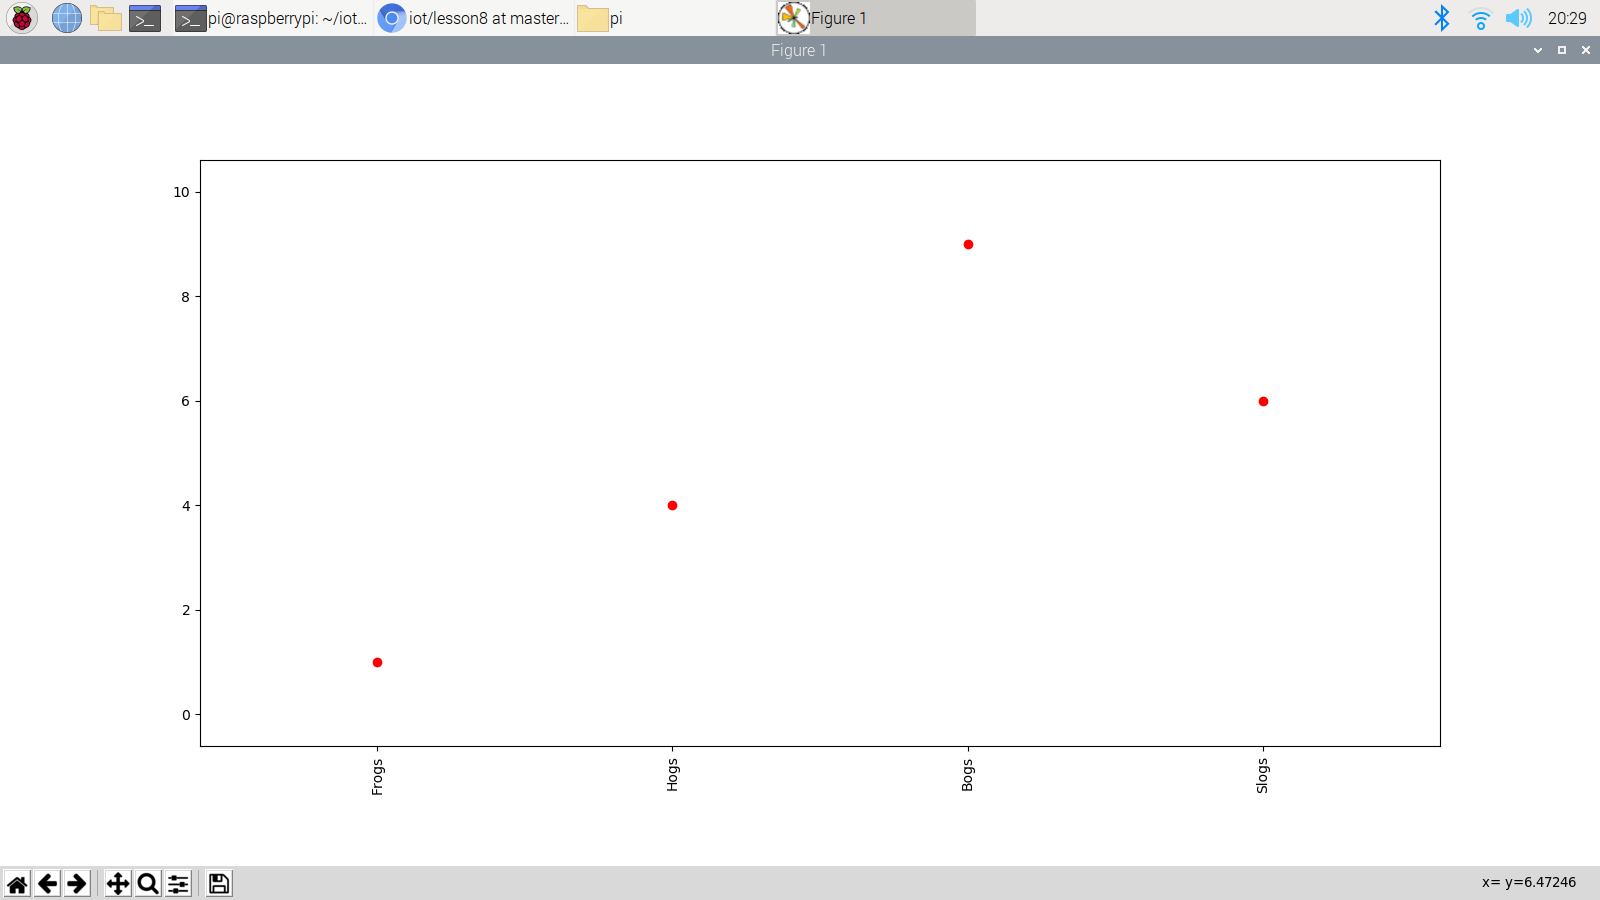 pi@raspberrypi: ~/iot... iot/lesson8 at master... pi Figure 1 20:29
Figure 1
10
8
6
4
2
0
Frogs Hogs Bogs Slogs
x= y=6.47246